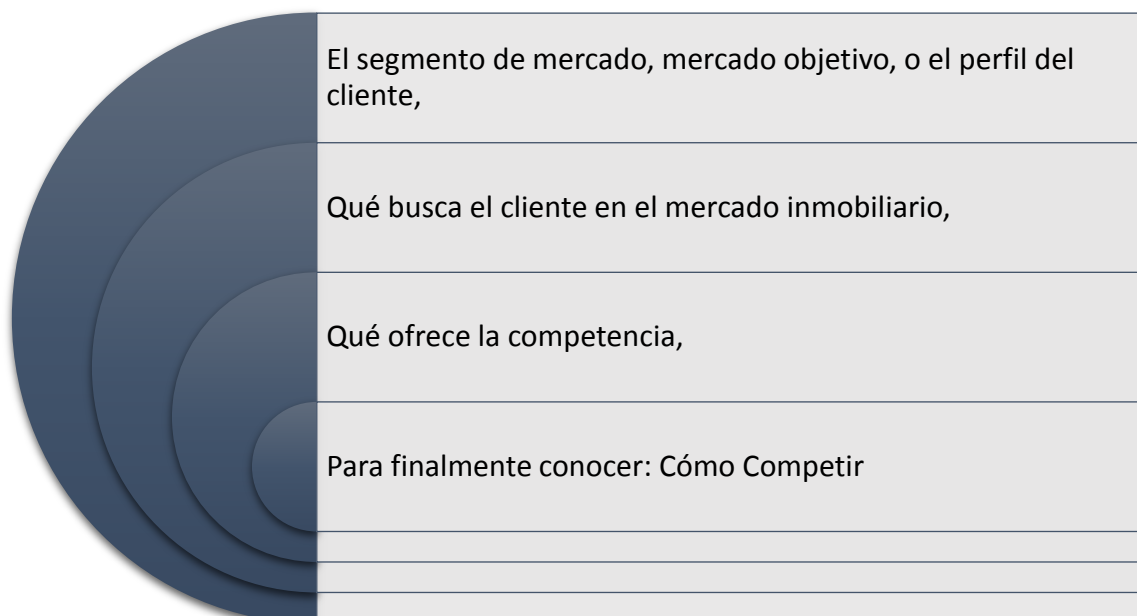 El segmento de mercado, mercado objetivo, o el perfil del
cliente,
Qué busca el cliente en el mercado inmobiliario,
Qué ofrece la competencia,
Para finalmente conocer: Cómo Competir